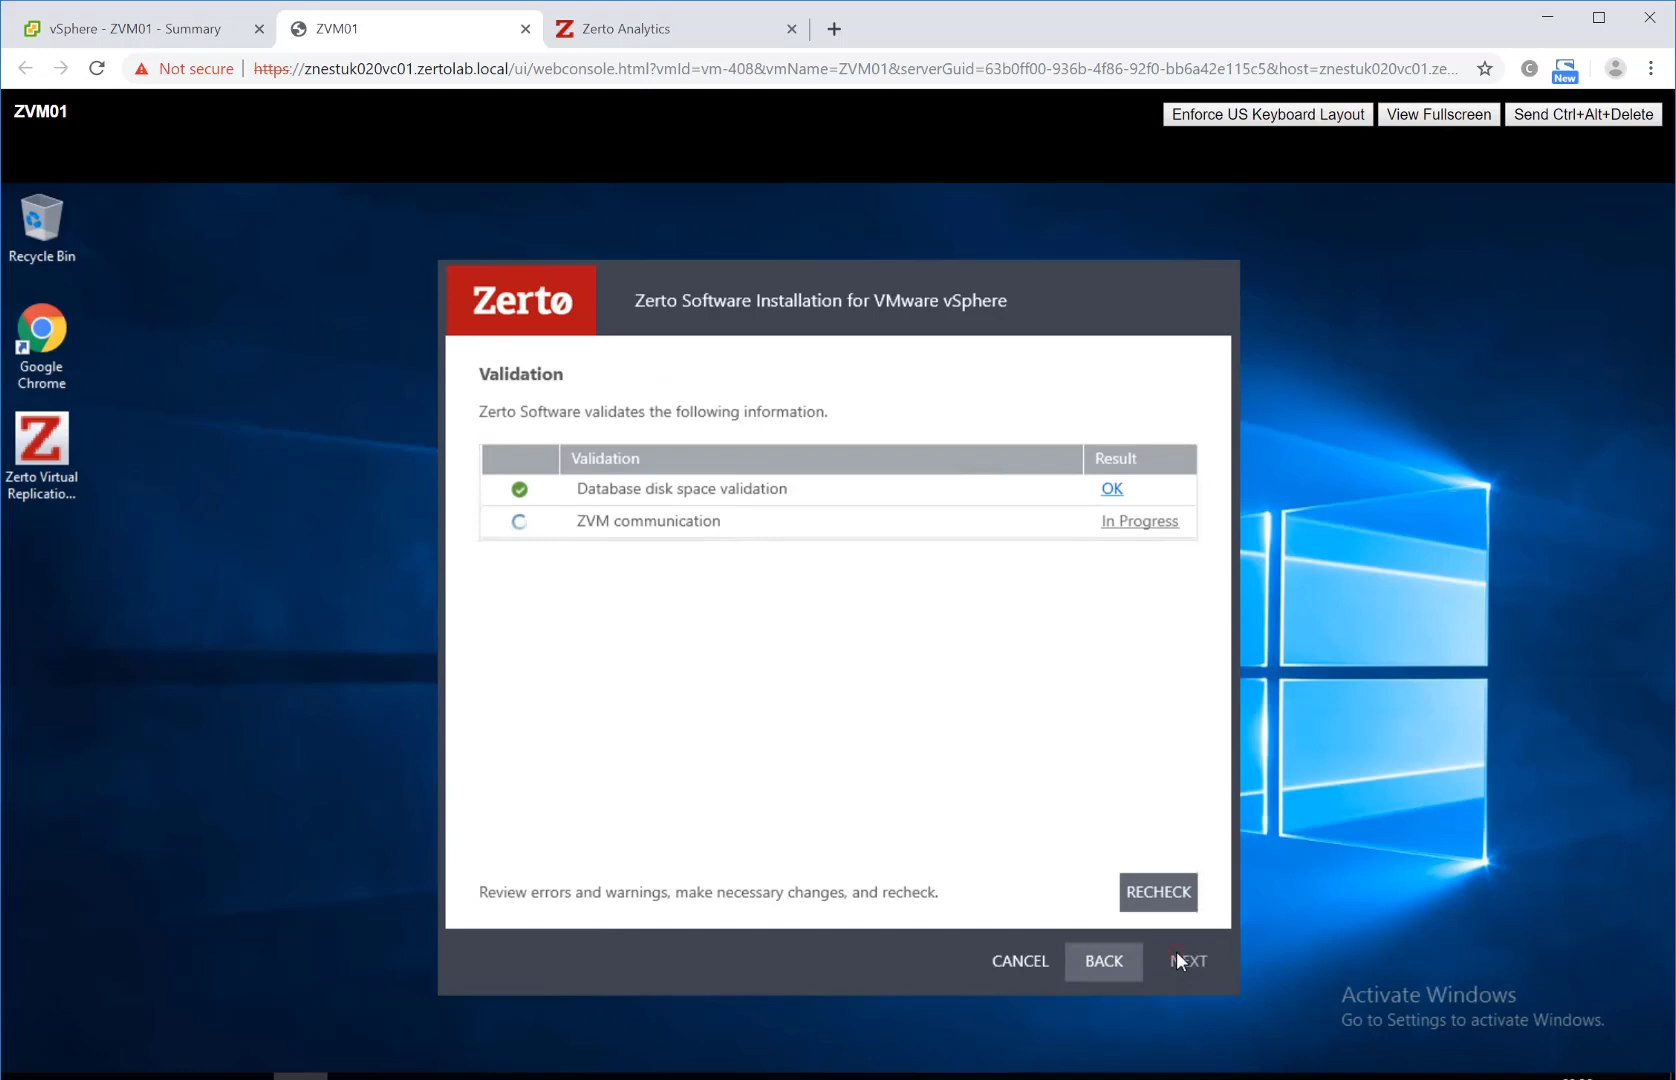 vSphere - ZVM01 - Summary
ZVM01
Zerto Analytics
Not secure
https://znestuk020vc01.zertolab.local/ui/webconsole.html?vmId=vm-408&vmName=ZVM01&serverGuid=63b0ff00-936b-4f86-92f0-bb6a42e115c5&host=znestuk020vc01.ze...
C
New
ZVM01
Enforce US Keyboard Layout
View Fullscreen
Send Ctrl+Alt+Delete
Recycle Bin
Google
Chrome
Z
Zerto Virtual
Replicatio...
Zerto
Zerto Software Installation for VMware vSphere
Validation
Zerto Software validates the following information.
Validation Result
Database disk space validation OK
ZVM communication In Progress
Review errors and warnings, make necessary changes, and recheck.
RECHECK
CANCEL
BACK
NEXT
Activate Windows
Go to Settings to activate Windows.